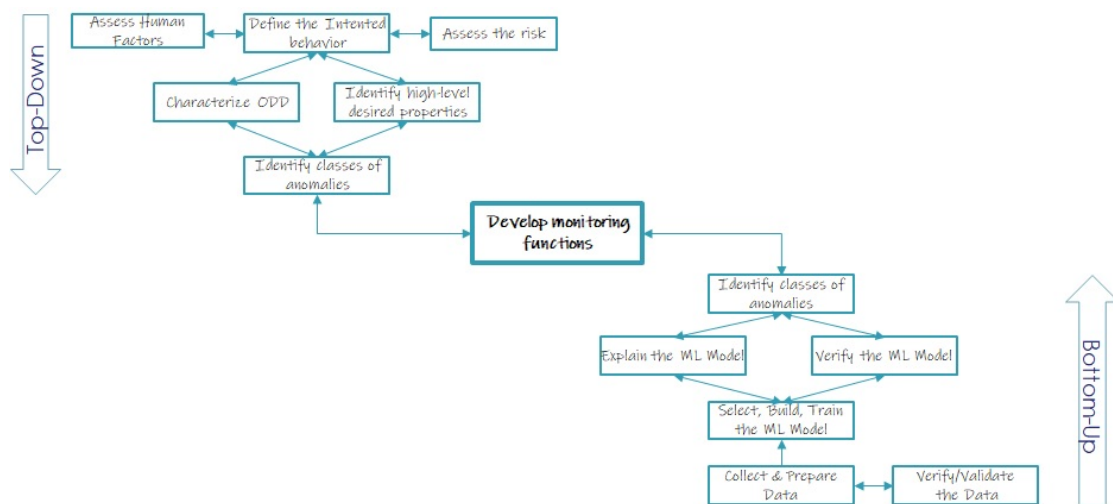 Top-Down
Assess Human
Factors
Define the Intented
behavior
Assess the risk
Characterize ODD
Identify high-level
desired properties
Identify classes of
anomalies
Develop monitoring
functions
Identify classes of
anomalies
Explain the ML Model
Verify the ML Model
Select, Build, Train
the ML Model
Collect & Prepare
Data
Verify/Validate
the Data
Bottom-Up